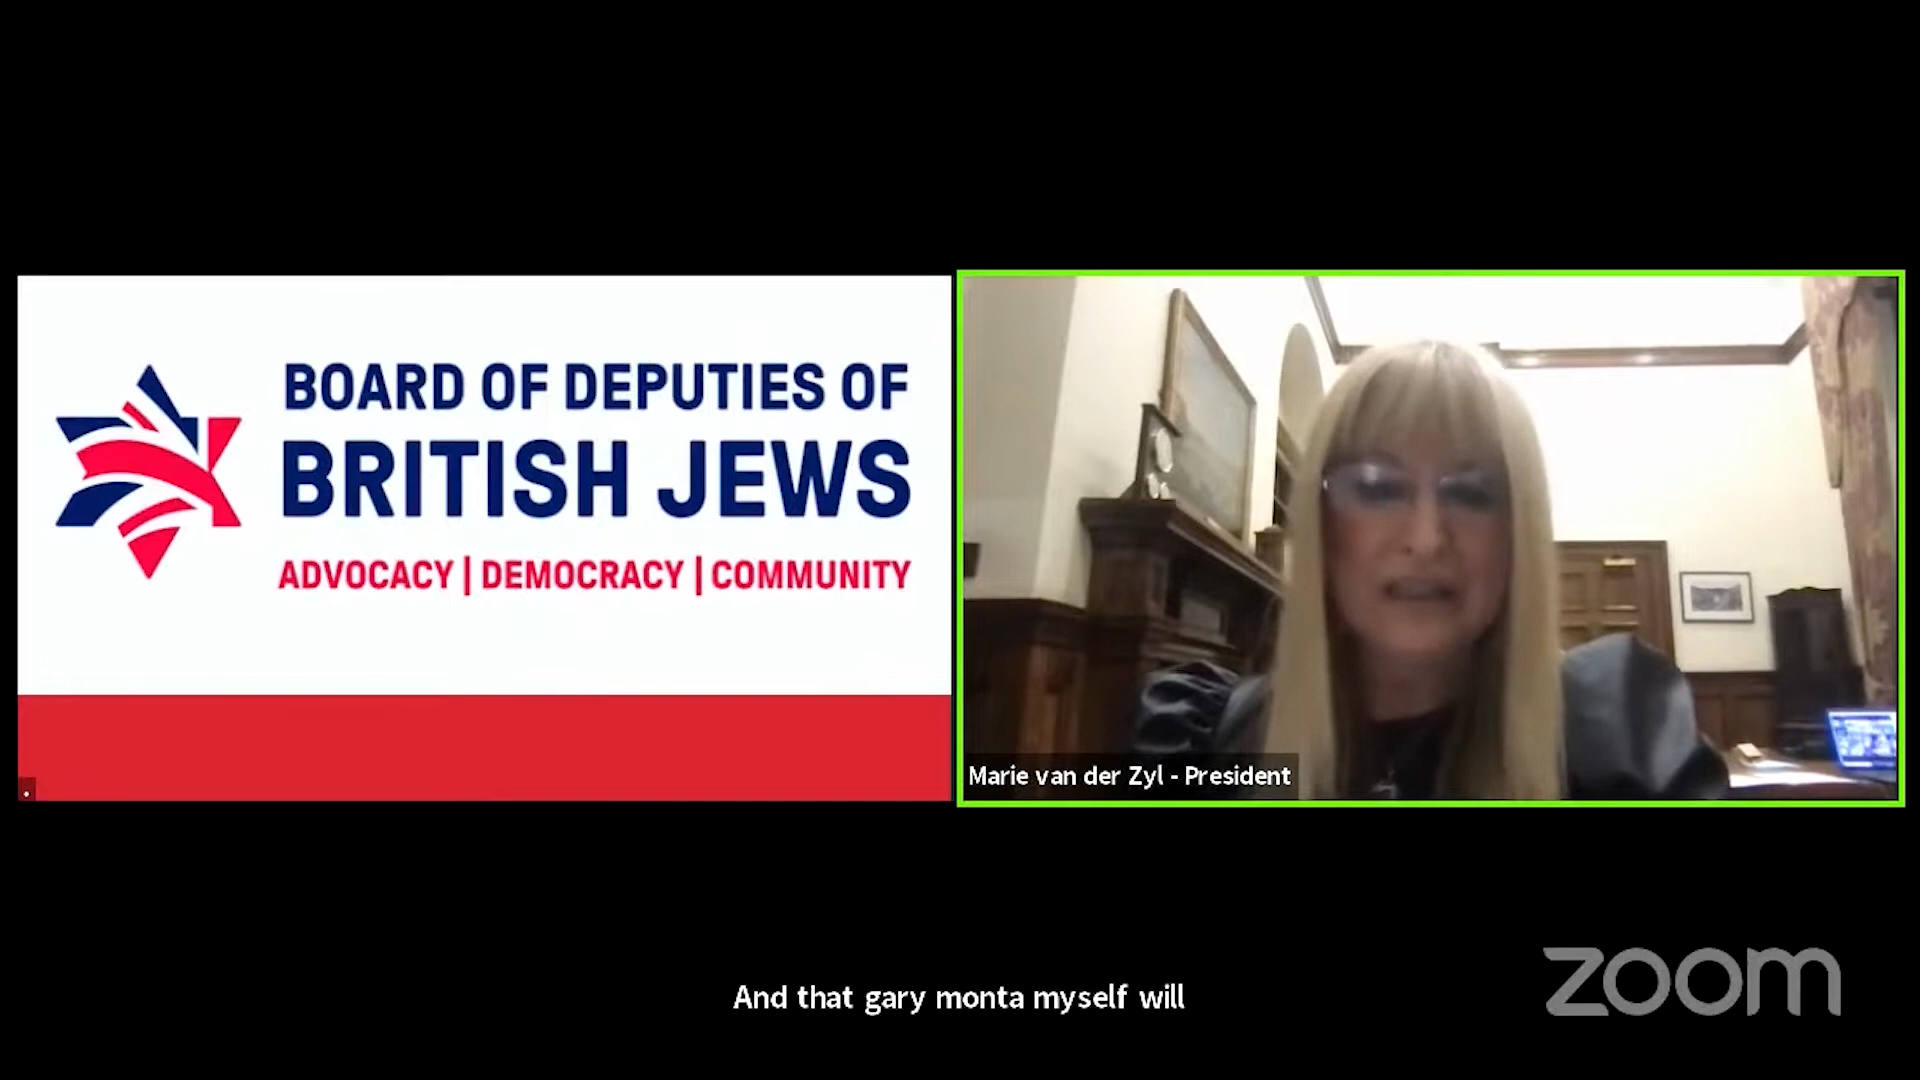 BOARD OF DEPUTIES OF
BRITISH JEWS
ADVOCACY | DEMOCRACY | COMMUNITY
Marie van der Zyl - President
And that gary monta myself will
zoom